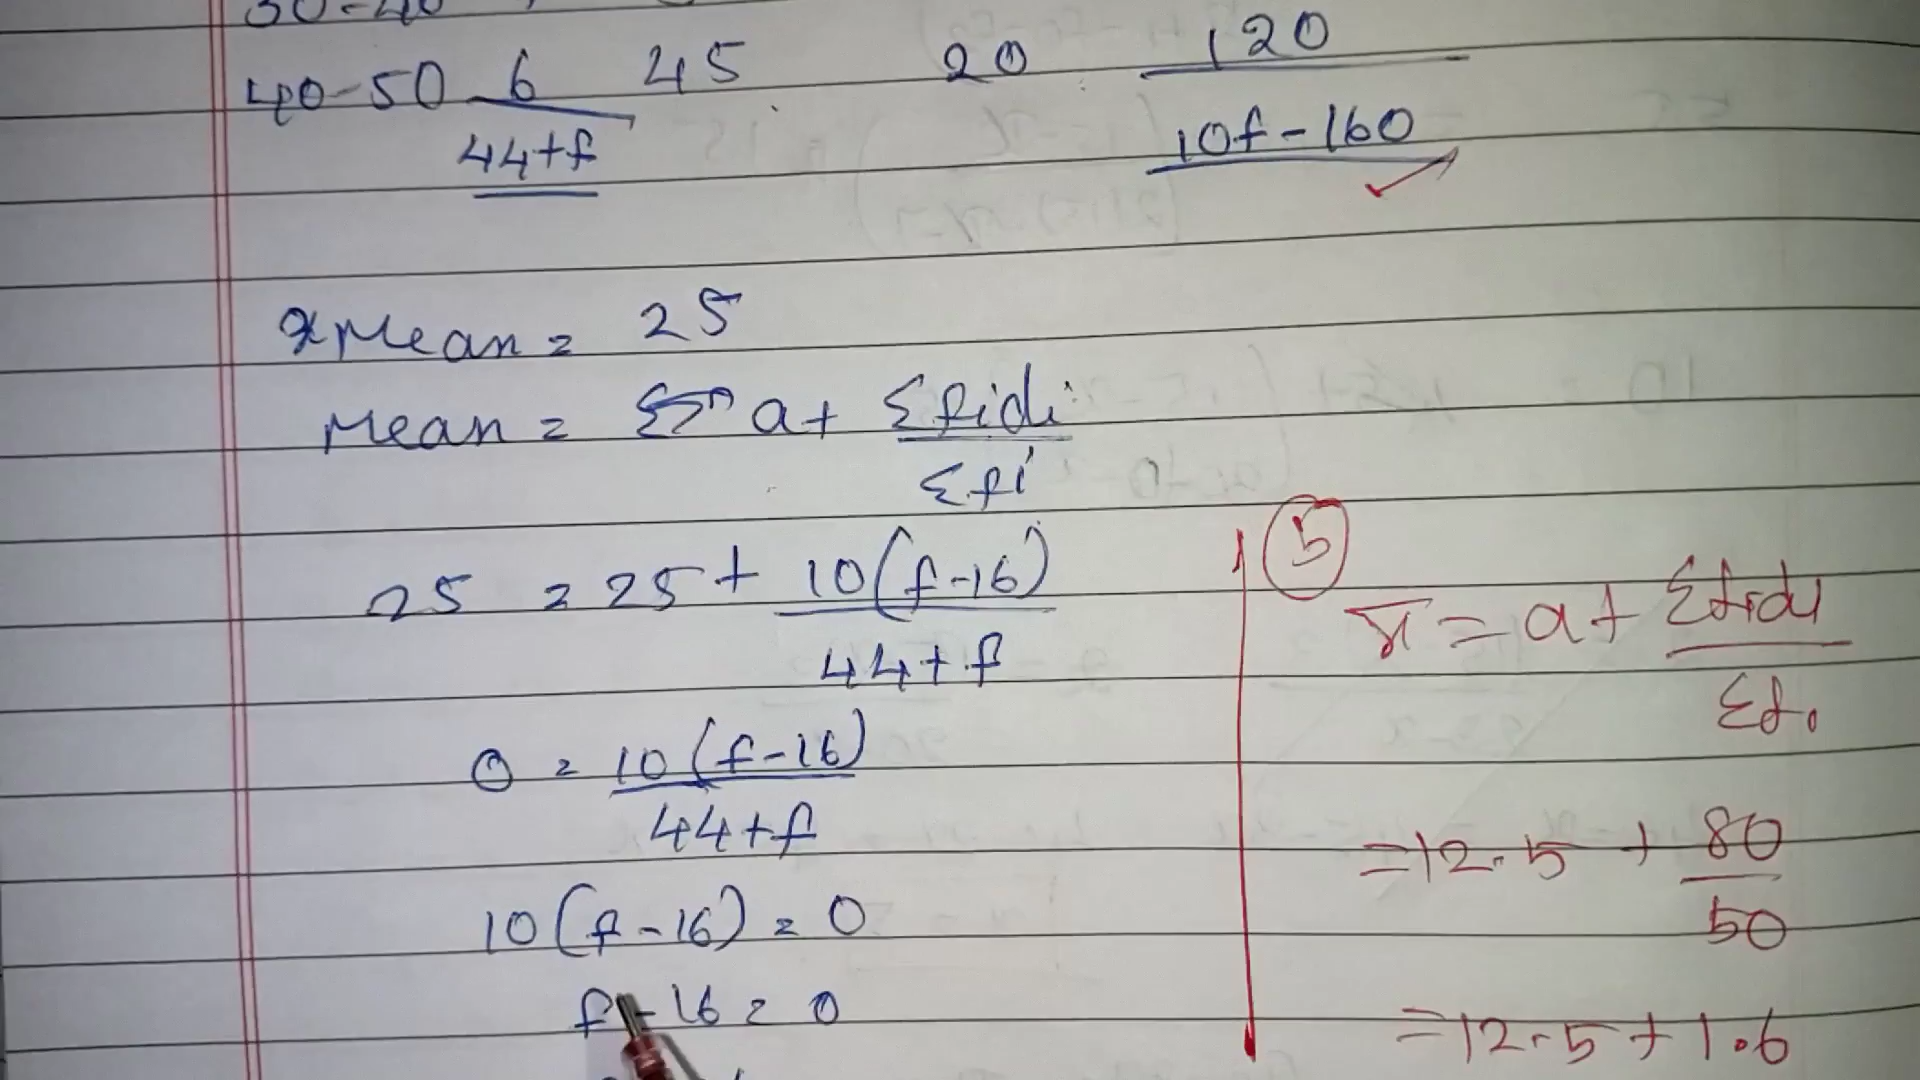 30-40
40-50 6 45 20 120
44+f 10f-160
Mean = 25
Mean = a + Σfidi
Σfi
25 = 25 + 10(f-16)
44+f
0 = 10(f-16)
44+f
10(f-16) = 0
f-16 = 0
5
x̄ = a + Σfidi
Σfi
= 12.5 + 80
50
= 12.5 + 1.6